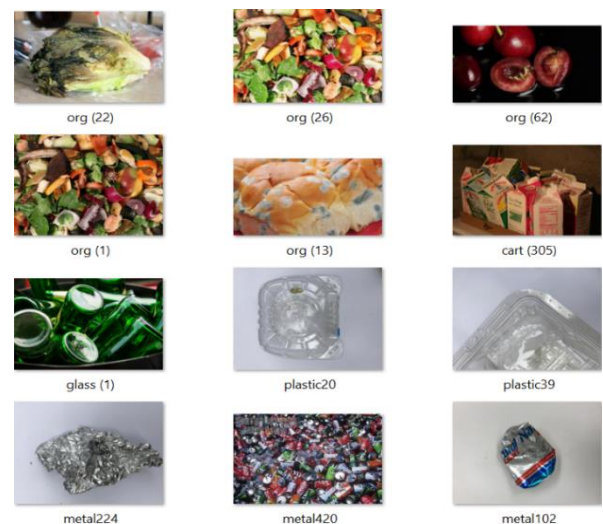 org (22)
org (26)
org (62)
org (1)
org (13)
cart (305)
glass (1)
plastic20
plastic39
metal224
metal420
metal102